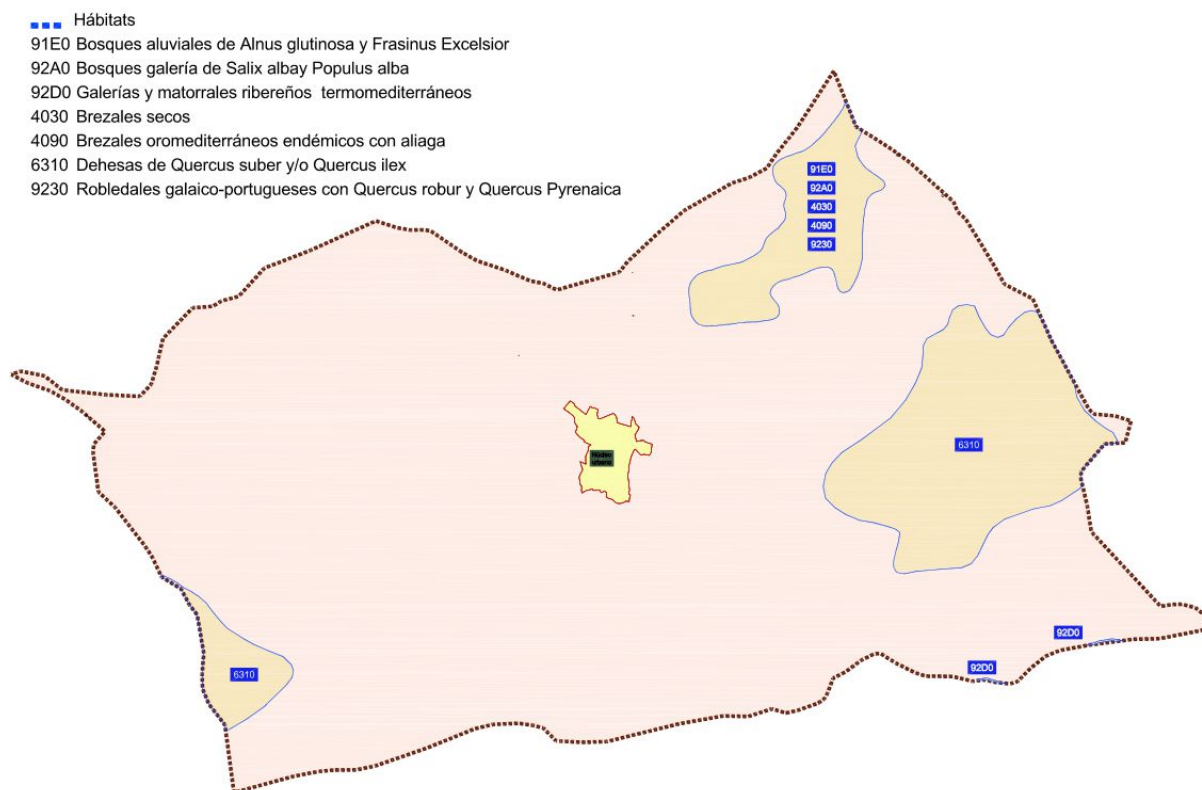 Hábitats
91E0 Bosques aluviales de Alnus glutinosa y Frasinus Excelsior
92A0 Bosques galería de Salix albay Populus alba
92D0 Galerías y matorrales ribereños termomediterráneos
4030 Brezales secos
4090 Brezales oromediterráneos endémicos con aliaga
6310 Dehesas de Quercus suber y/o Quercus ilex
9230 Robledales galaico-portugueses con Quercus robur y Quercus Pyrenaica
91E0
92A0
4030
4090
9230
6310
Núcleo
urbano
92D0
92D0
6310